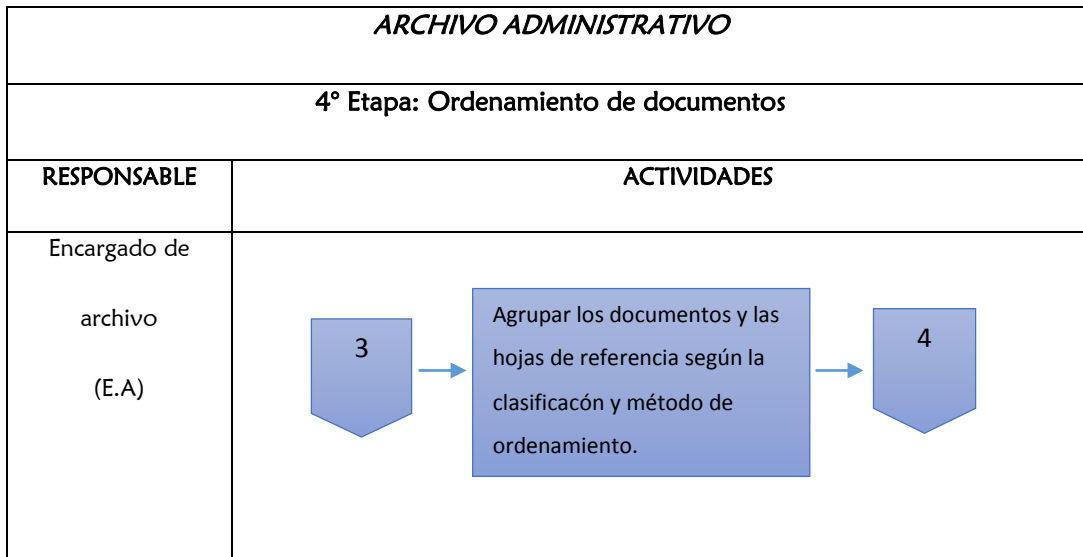 ARCHIVO ADMINISTRATIVO
4° Etapa: Ordenamiento de documentos
RESPONSABLE
ACTIVIDADES
Encargado de
archivo
(E.A)
3
Agrupar los documentos y las
hojas de referencia según la
clasificacón y método de
ordenamiento.
4